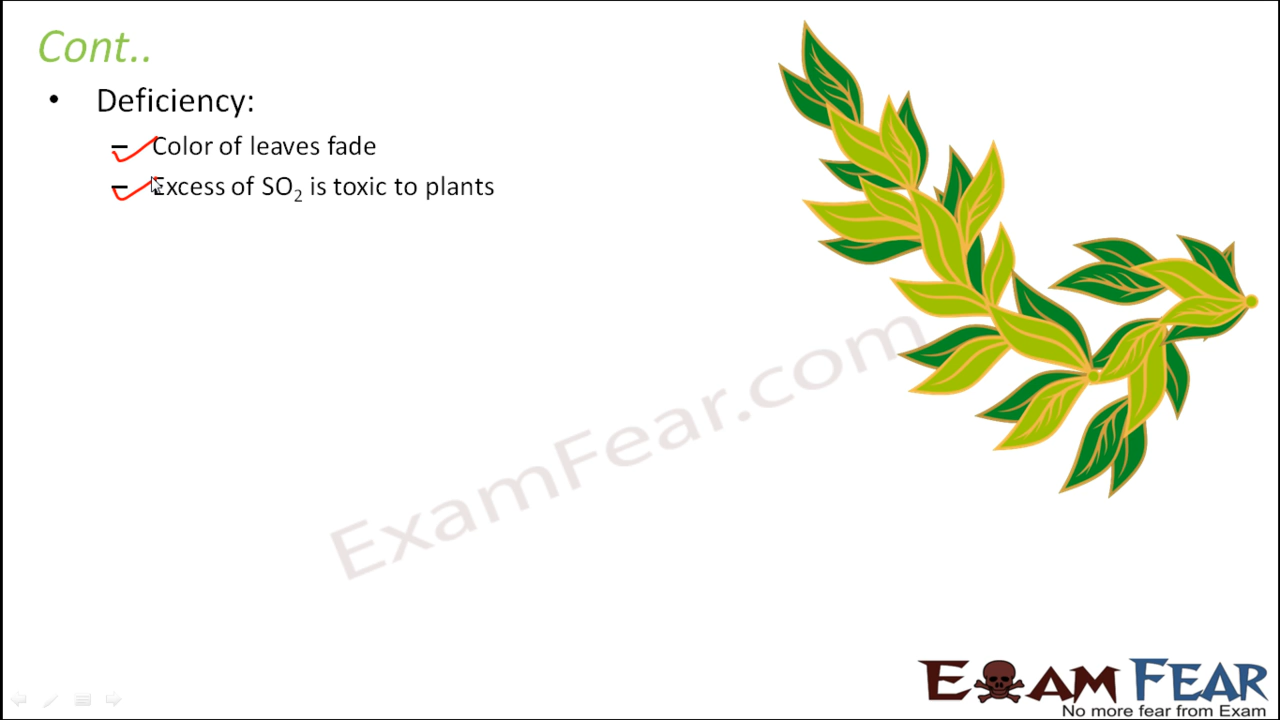 Cont..
• Deficiency:
– Color of leaves fade
– Excess of SO₂ is toxic to plants
ExamFear.com
EXAM FEAR
No more fear from Exam